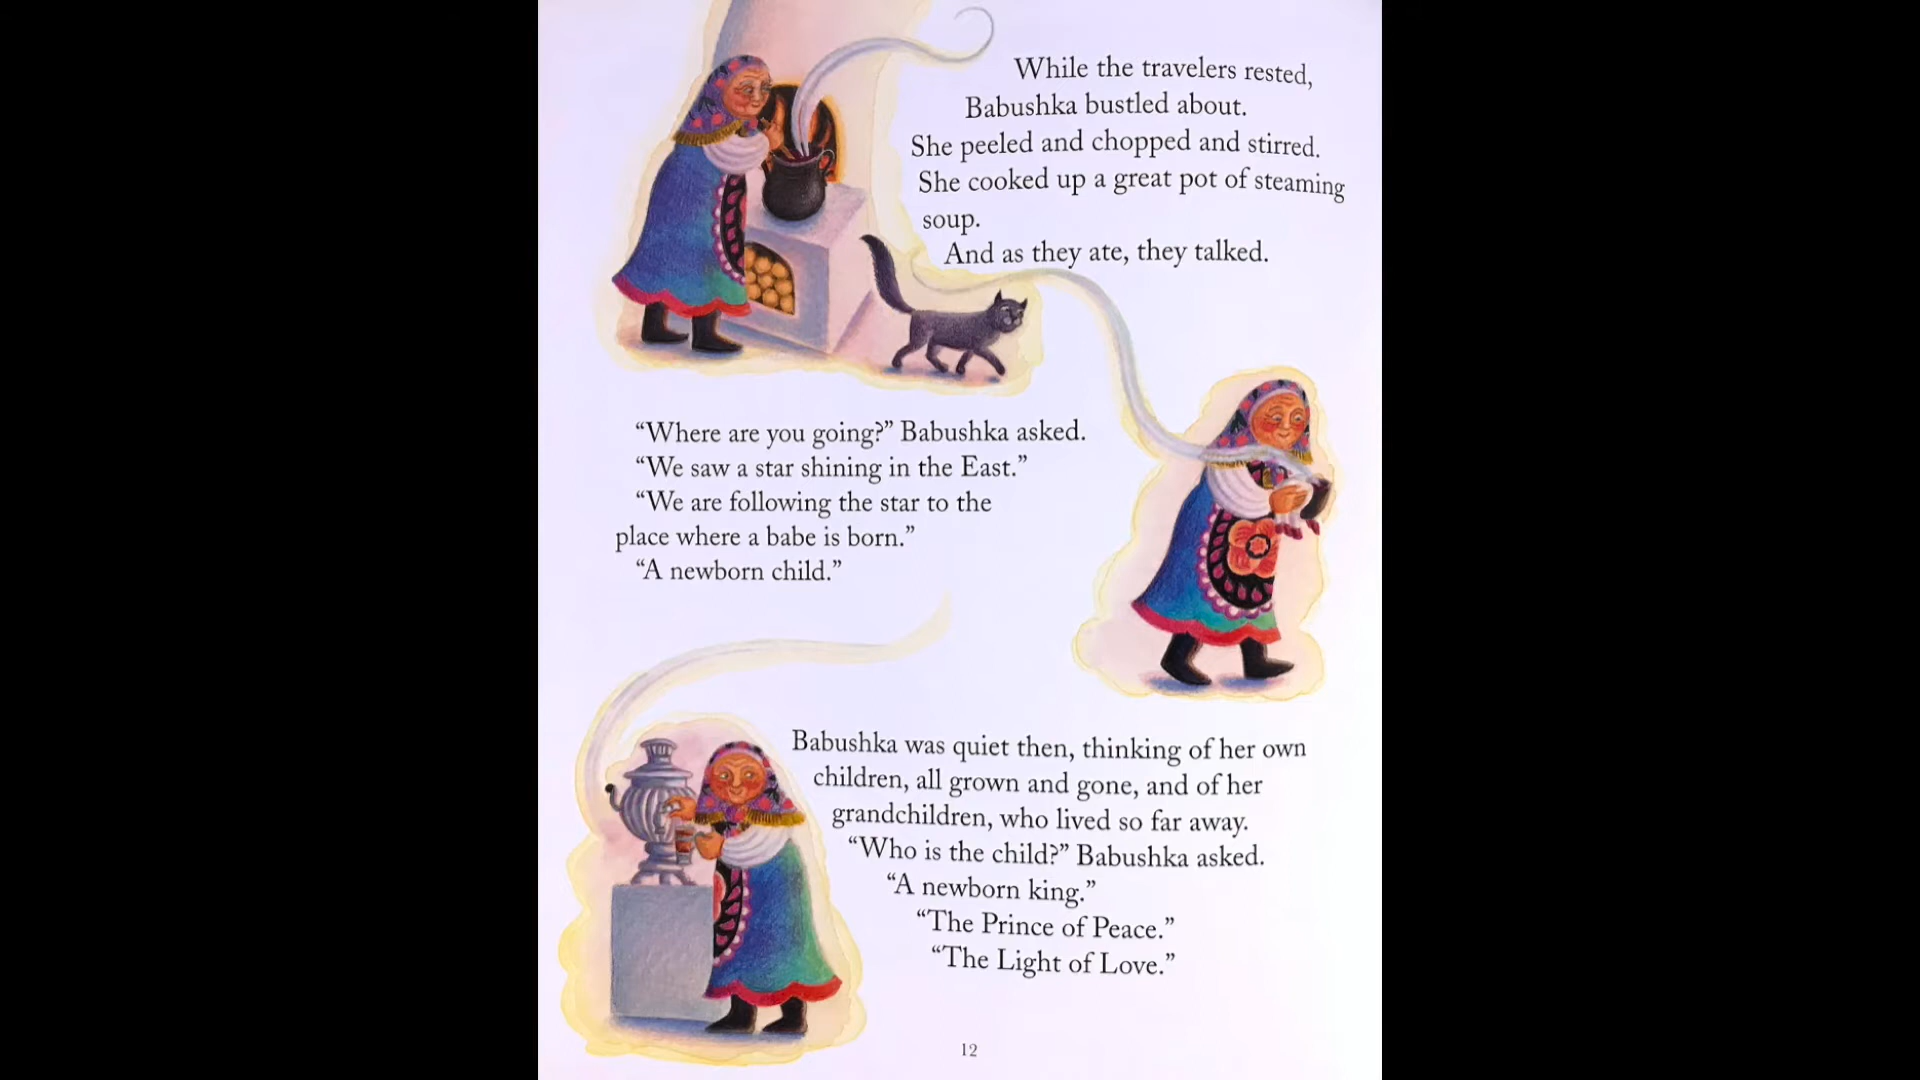 While the travelers rested,
Babushka bustled about.
She peeled and chopped and stirred.
She cooked up a great pot of steaming
soup.
And as they ate, they talked.
“Where are you going?” Babushka asked.
“We saw a star shining in the East.”
“We are following the star to the
place where a babe is born.”
“A newborn child.”
Babushka was quiet then, thinking of her own
children, all grown and gone, and of her
grandchildren, who lived so far away.
“Who is the child?” Babushka asked.
“A newborn king.”
“The Prince of Peace.”
“The Light of Love.”
12